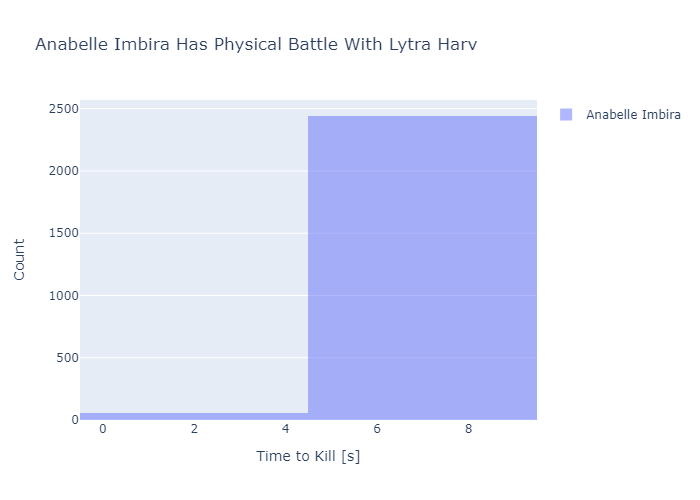 Anabelle Imbira Has Physical Battle With Lytra Harv
2500
2000
1500
1000
500
0
Count
0 2 4 6 8
Time to Kill [s]
Anabelle Imbira